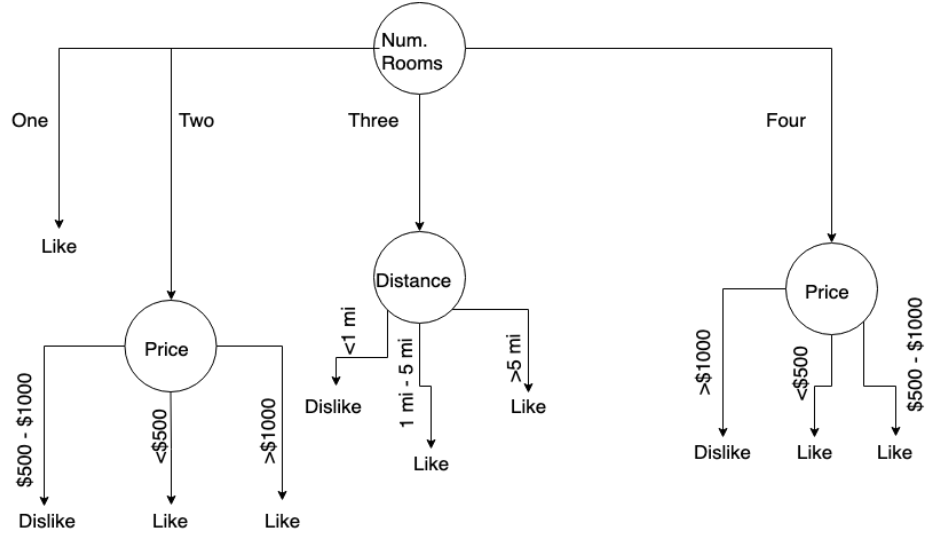 Num.
Rooms
One
Two
Three
Four
Like
Distance
Price
Price
<1 mi
1 mi - 5 mi
>5 mi
>$1000
<$500
$500 - $1000
$500 - $1000
<$500
>$1000
Dislike
Like
Like
Dislike
Like
Like
Dislike
Like
Like